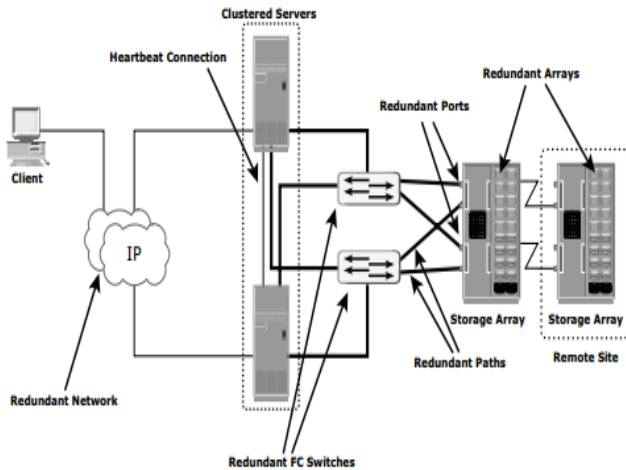 Clustered Servers
Heartbeat Connection
Redundant Arrays
Redundant Ports
Client
IP
Storage Array
Storage Array
Remote Site
Redundant Paths
Redundant Network
Redundant FC Switches